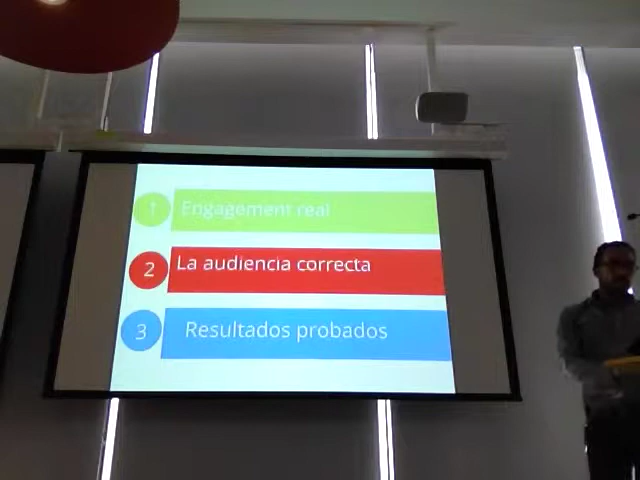 1 Engagement real
2 La audiencia correcta
3 Resultados probados